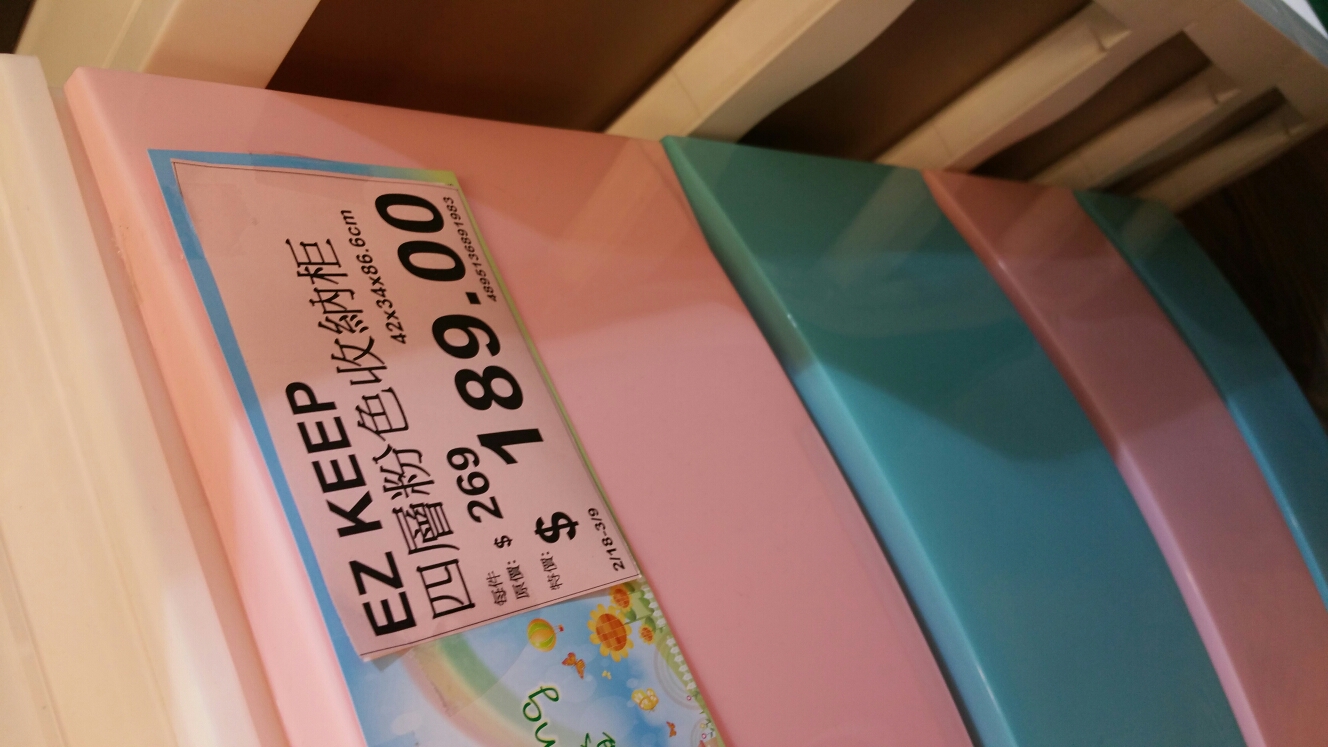 EZ KEEP
四層粉色收納柜
42x34x86.6cm
每件
原價: $ 269
特價: $ 189.00
2/18-3/9
4895136891983